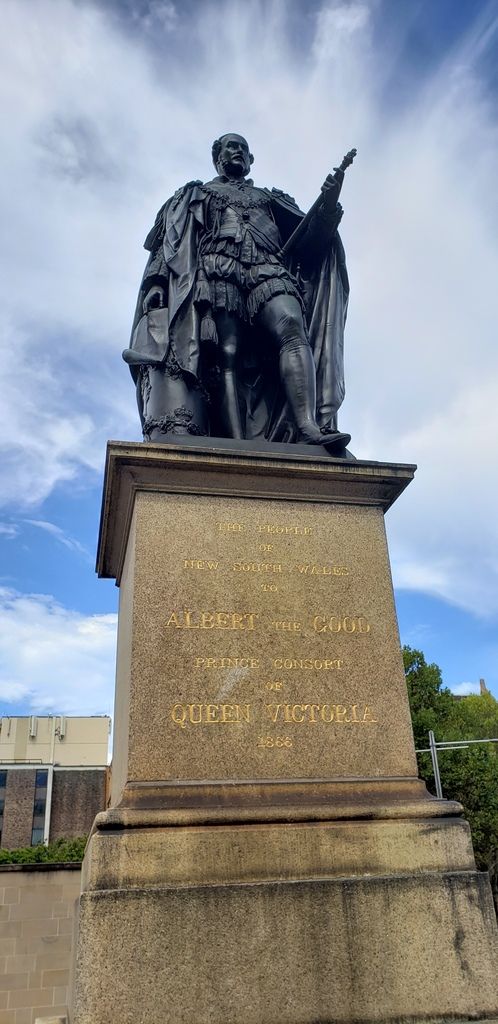 THE PEOPLE
OF
NEW SOUTH WALES
TO
ALBERT THE GOOD
PRINCE CONSORT
OF
QUEEN VICTORIA
1866